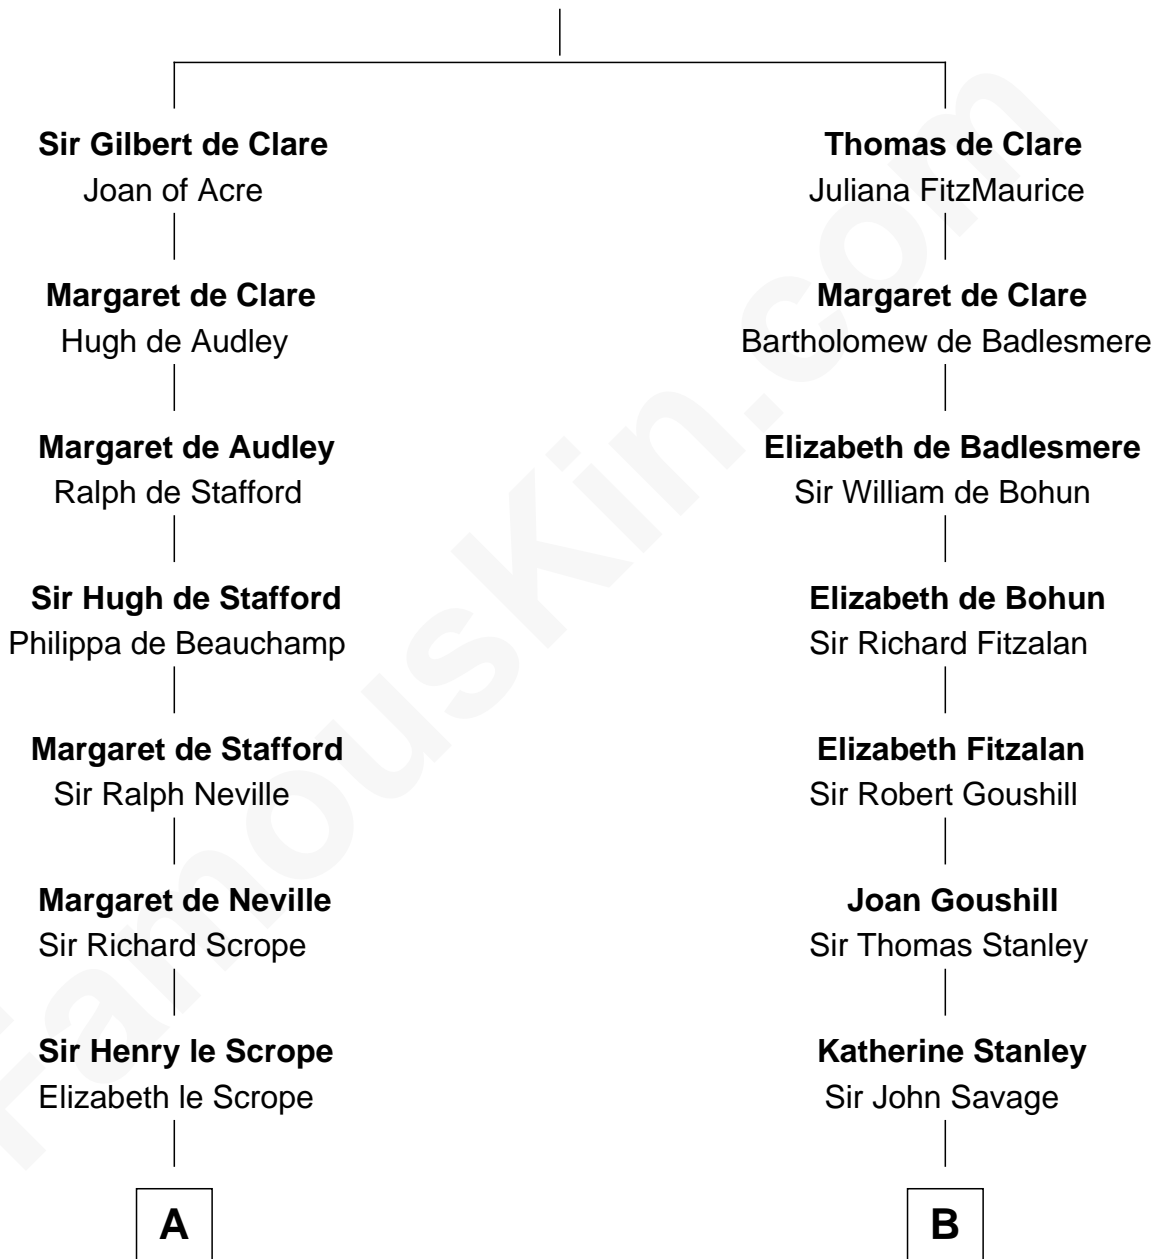 Sir Gilbert de Clare
Joan of Acre
Margaret de Clare
Hugh de Audley
Margaret de Audley
Ralph de Stafford
Sir Hugh de Stafford
Philippa de Beauchamp
Margaret de Stafford
Sir Ralph Neville
Margaret de Neville
Sir Richard Scrope
Sir Henry le Scrope
Elizabeth le Scrope
A
Thomas de Clare
Juliana FitzMaurice
Margaret de Clare
Bartholomew de Badlesmere
Elizabeth de Badlesmere
Sir William de Bohun
Elizabeth de Bohun
Sir Richard Fitzalan
Elizabeth Fitzalan
Sir Robert Goushill
Joan Goushill
Sir Thomas Stanley
Katherine Stanley
Sir John Savage
B
FamousKin.com